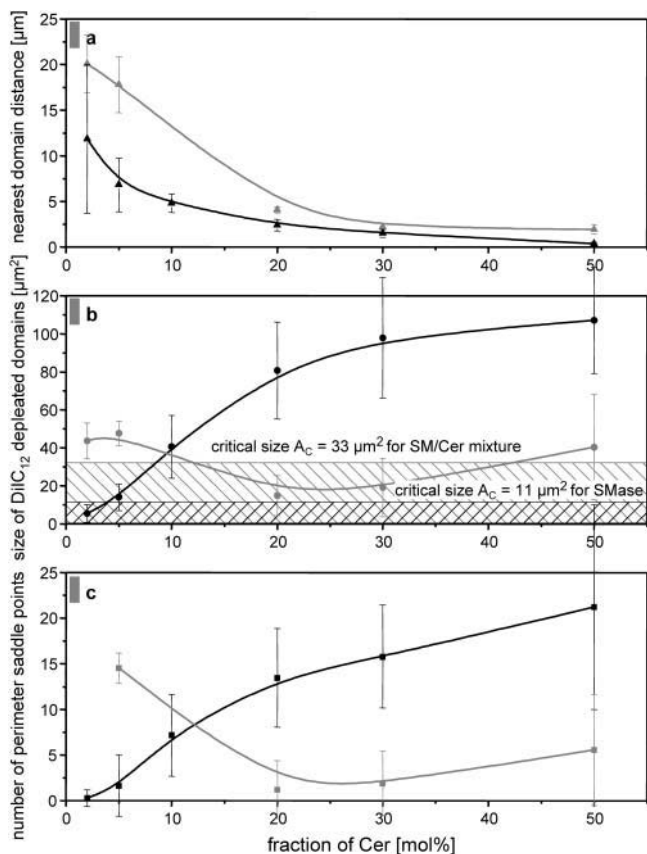 nearest domain distance [µm]
25
20
15
10
5
0
a
0 10 20 30 40 50
size of DiIC12 depleated domains [µm²]
120
100
80
60
40
20
0
b
critical size AC = 33 µm² for SM/Cer mixture
critical size AC = 11 µm² for SMase
0 10 20 30 40 50
number of perimeter saddle points
25
20
15
10
5
0
c
0 10 20 30 40 50
fraction of Cer [mol%]